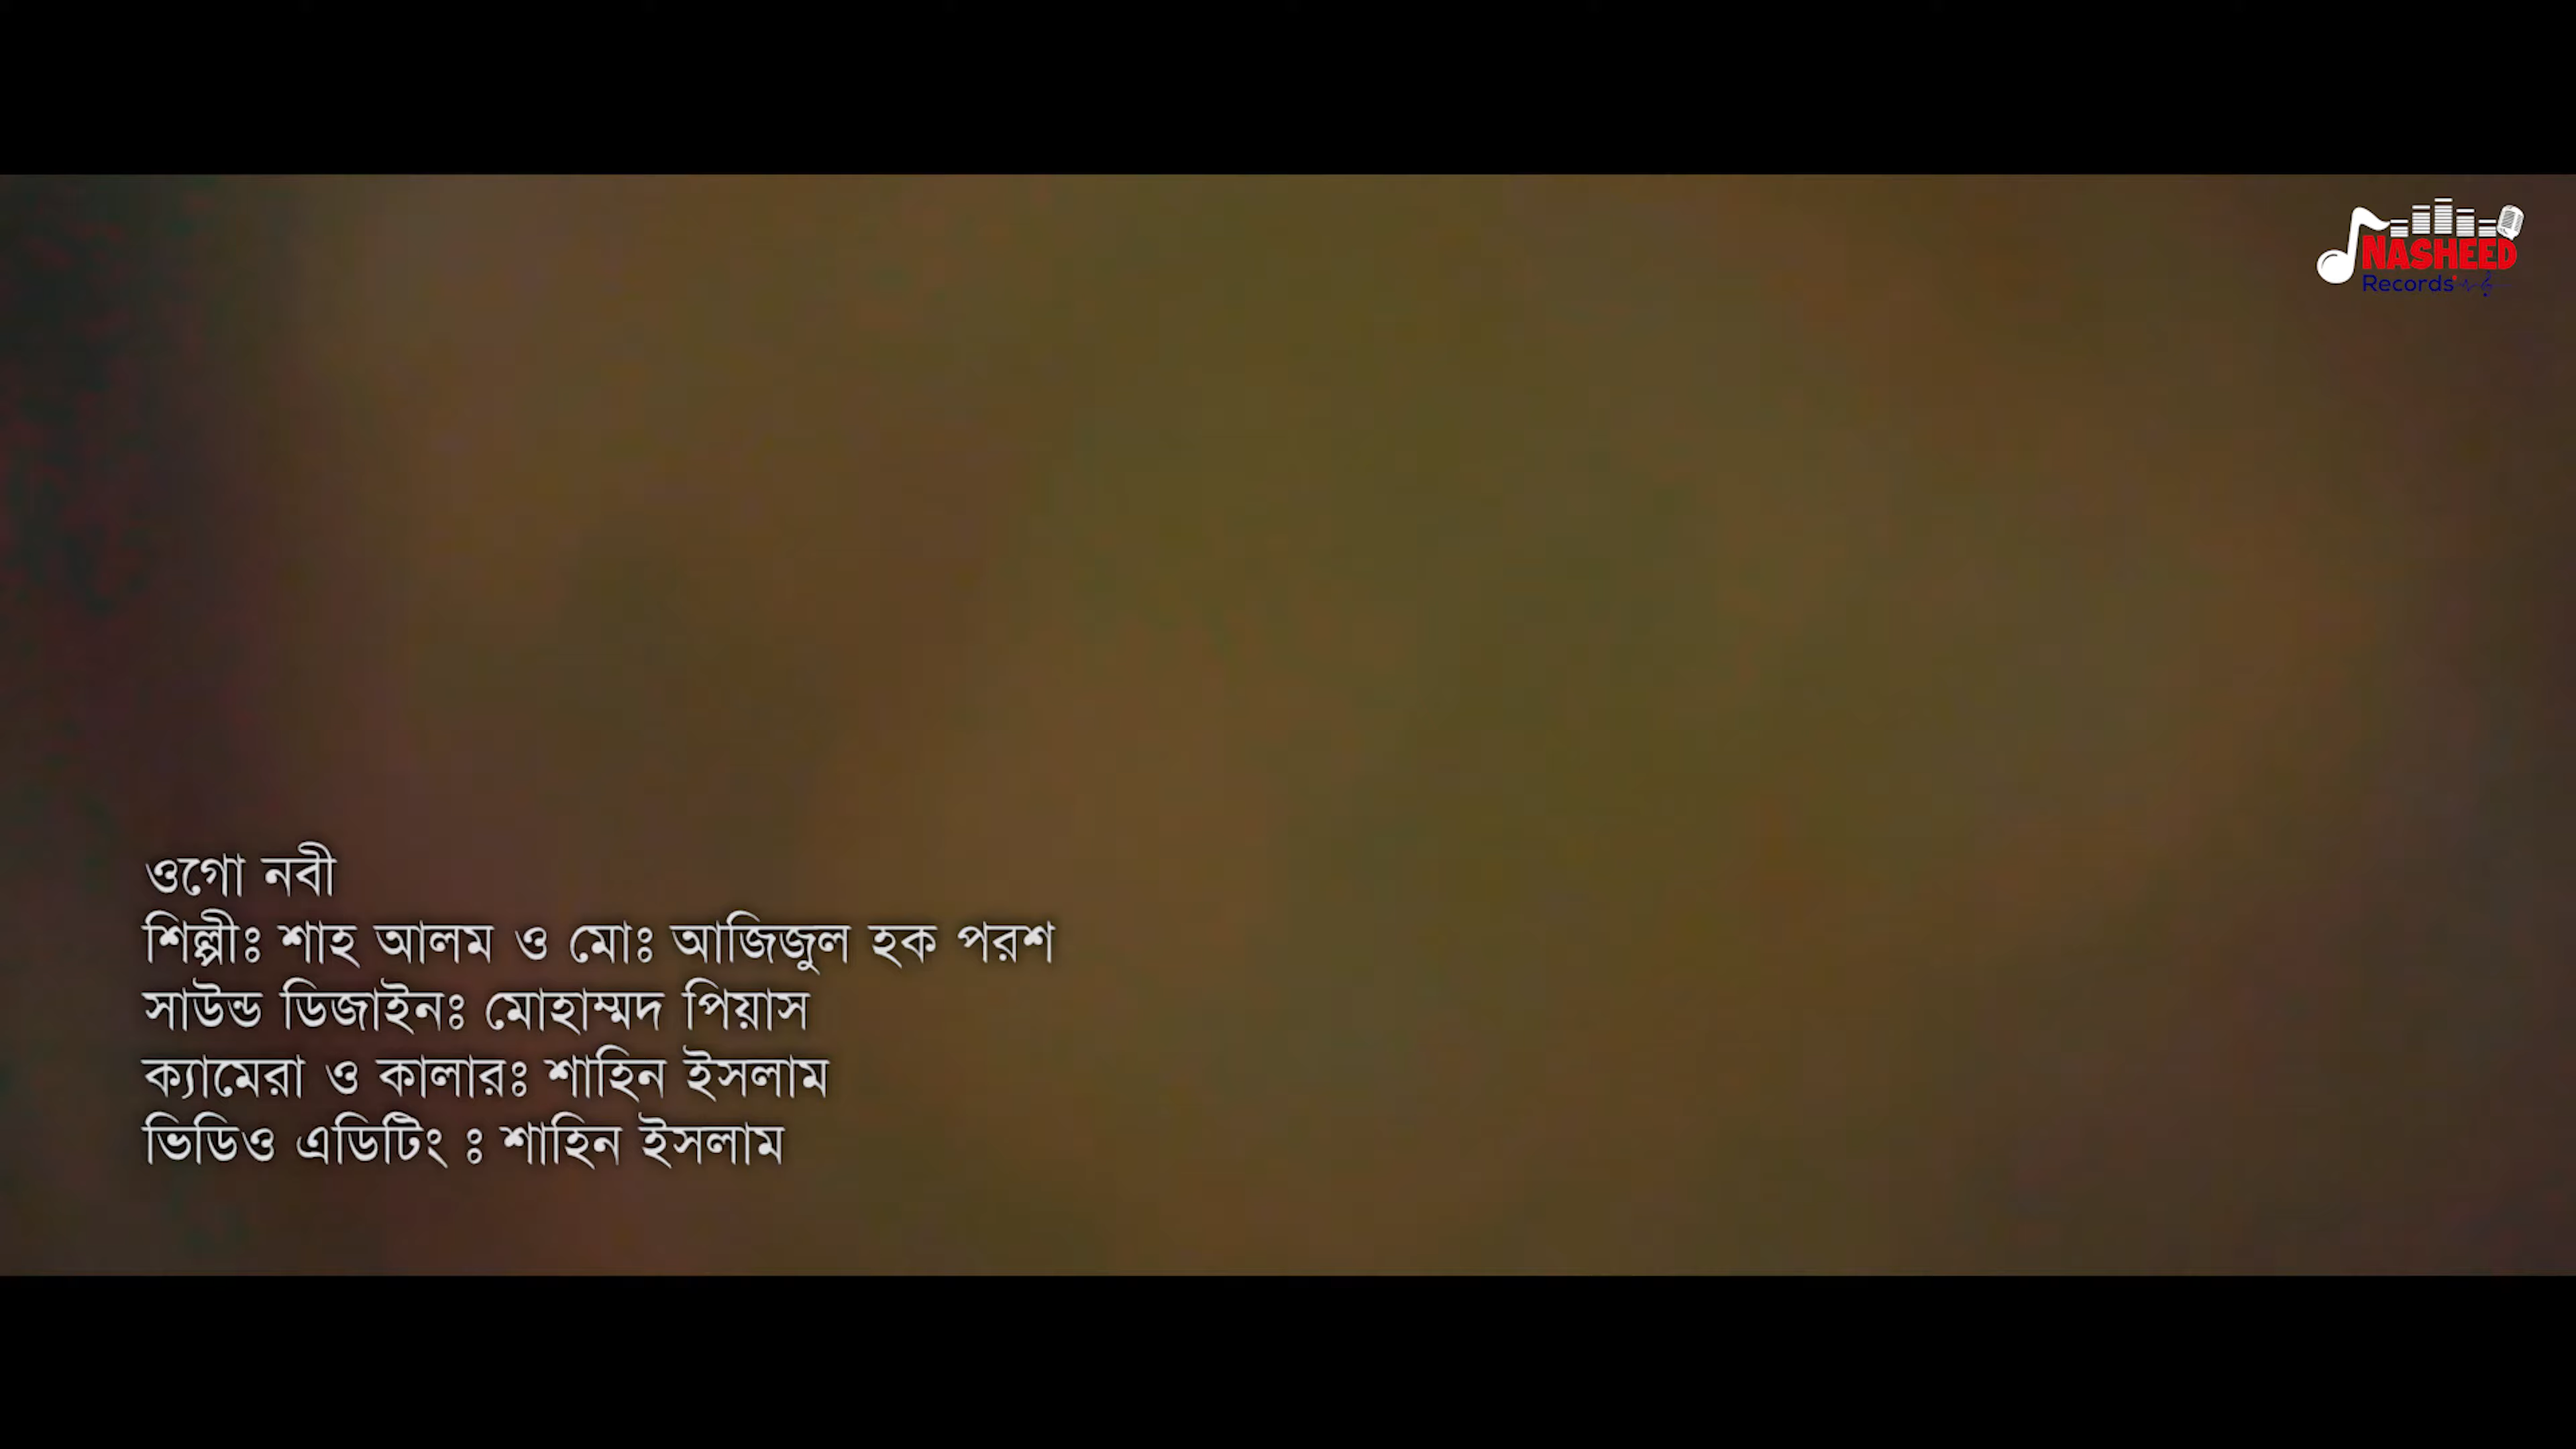 NASHEED
Records
ওগো নবী
শিল্পীঃ শাহ আলম ও মোঃ আজিজুল হক পরশ
সাউন্ড ডিজাইনঃ মোহাম্মদ পিয়াস
ক্যামেরা ও কালারঃ শাহিন ইসলাম
ভিডিও এডিটিং ঃ শাহিন ইসলাম